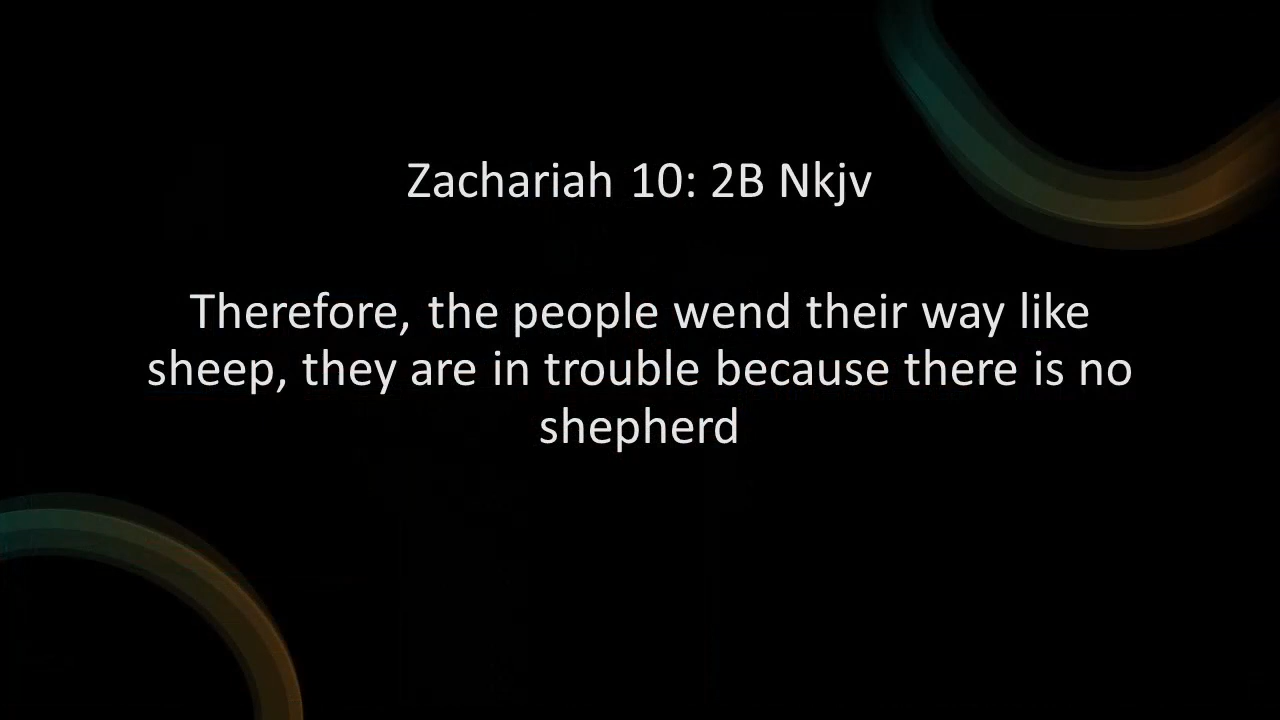 Zachariah 10: 2B Nkjv
Therefore, the people wend their way like
sheep, they are in trouble because there is no
shepherd